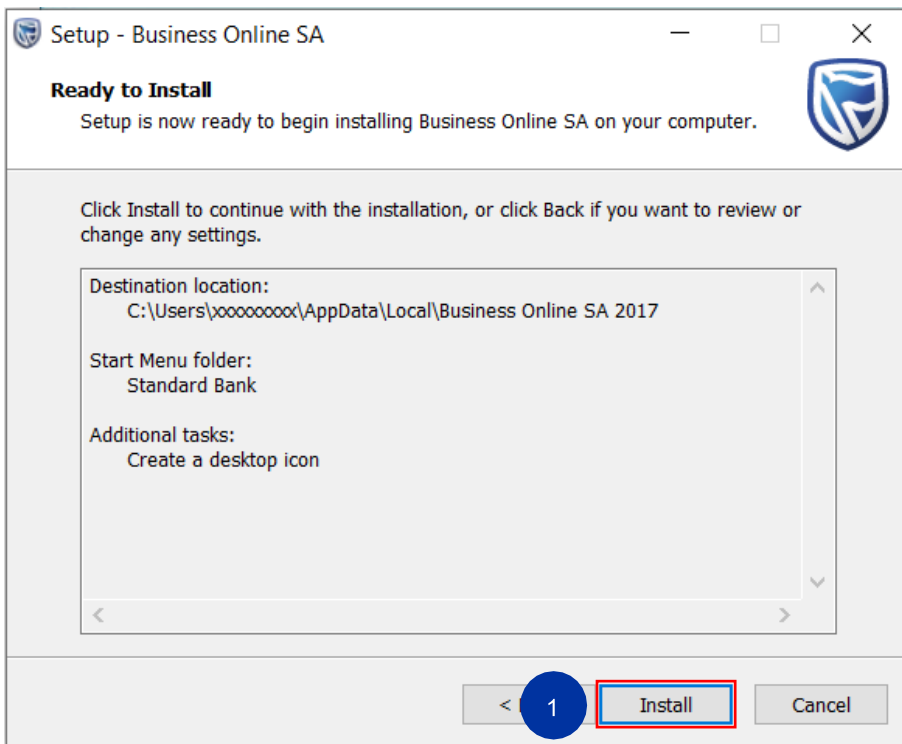 Setup - Business Online SA
Ready to Install
Setup is now ready to begin installing Business Online SA on your computer.
Click Install to continue with the installation, or click Back if you want to review or
change any settings.
Destination location:
C:\Users\xxxxxxxxx\AppData\Local\Business Online SA 2017
Start Menu folder:
Standard Bank
Additional tasks:
Create a desktop icon
<
1
Install
Cancel